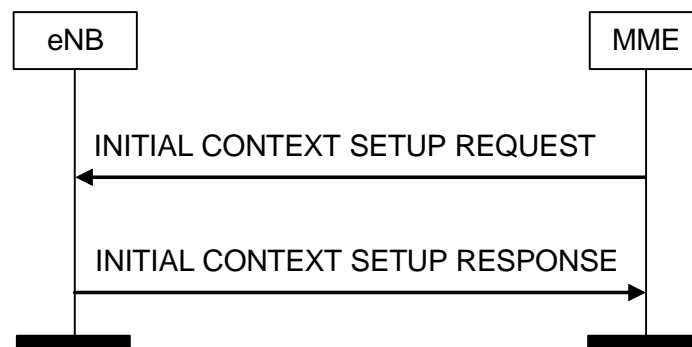 eNB
MME
INITIAL CONTEXT SETUP REQUEST
INITIAL CONTEXT SETUP RESPONSE